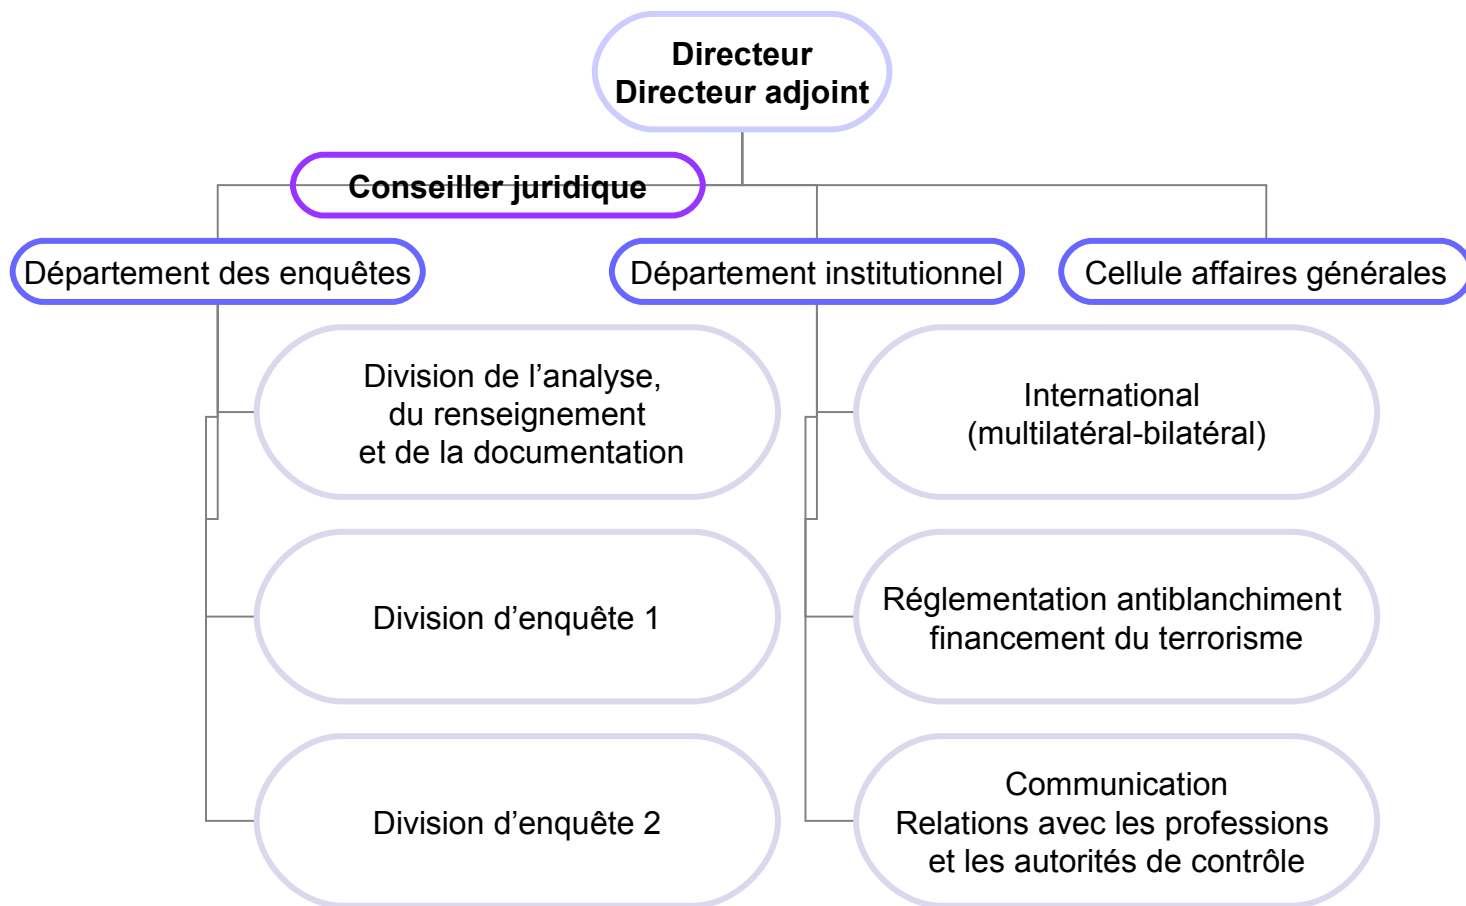 Directeur
Directeur adjoint
Conseiller juridique
Département des enquêtes
Département institutionnel
Cellule affaires générales
Division de l’analyse,
du renseignement
et de la documentation
International
(multilatéral-bilatéral)
Division d’enquête 1
Réglementation antiblanchiment
financement du terrorisme
Division d’enquête 2
Communication
Relations avec les professions
et les autorités de contrôle